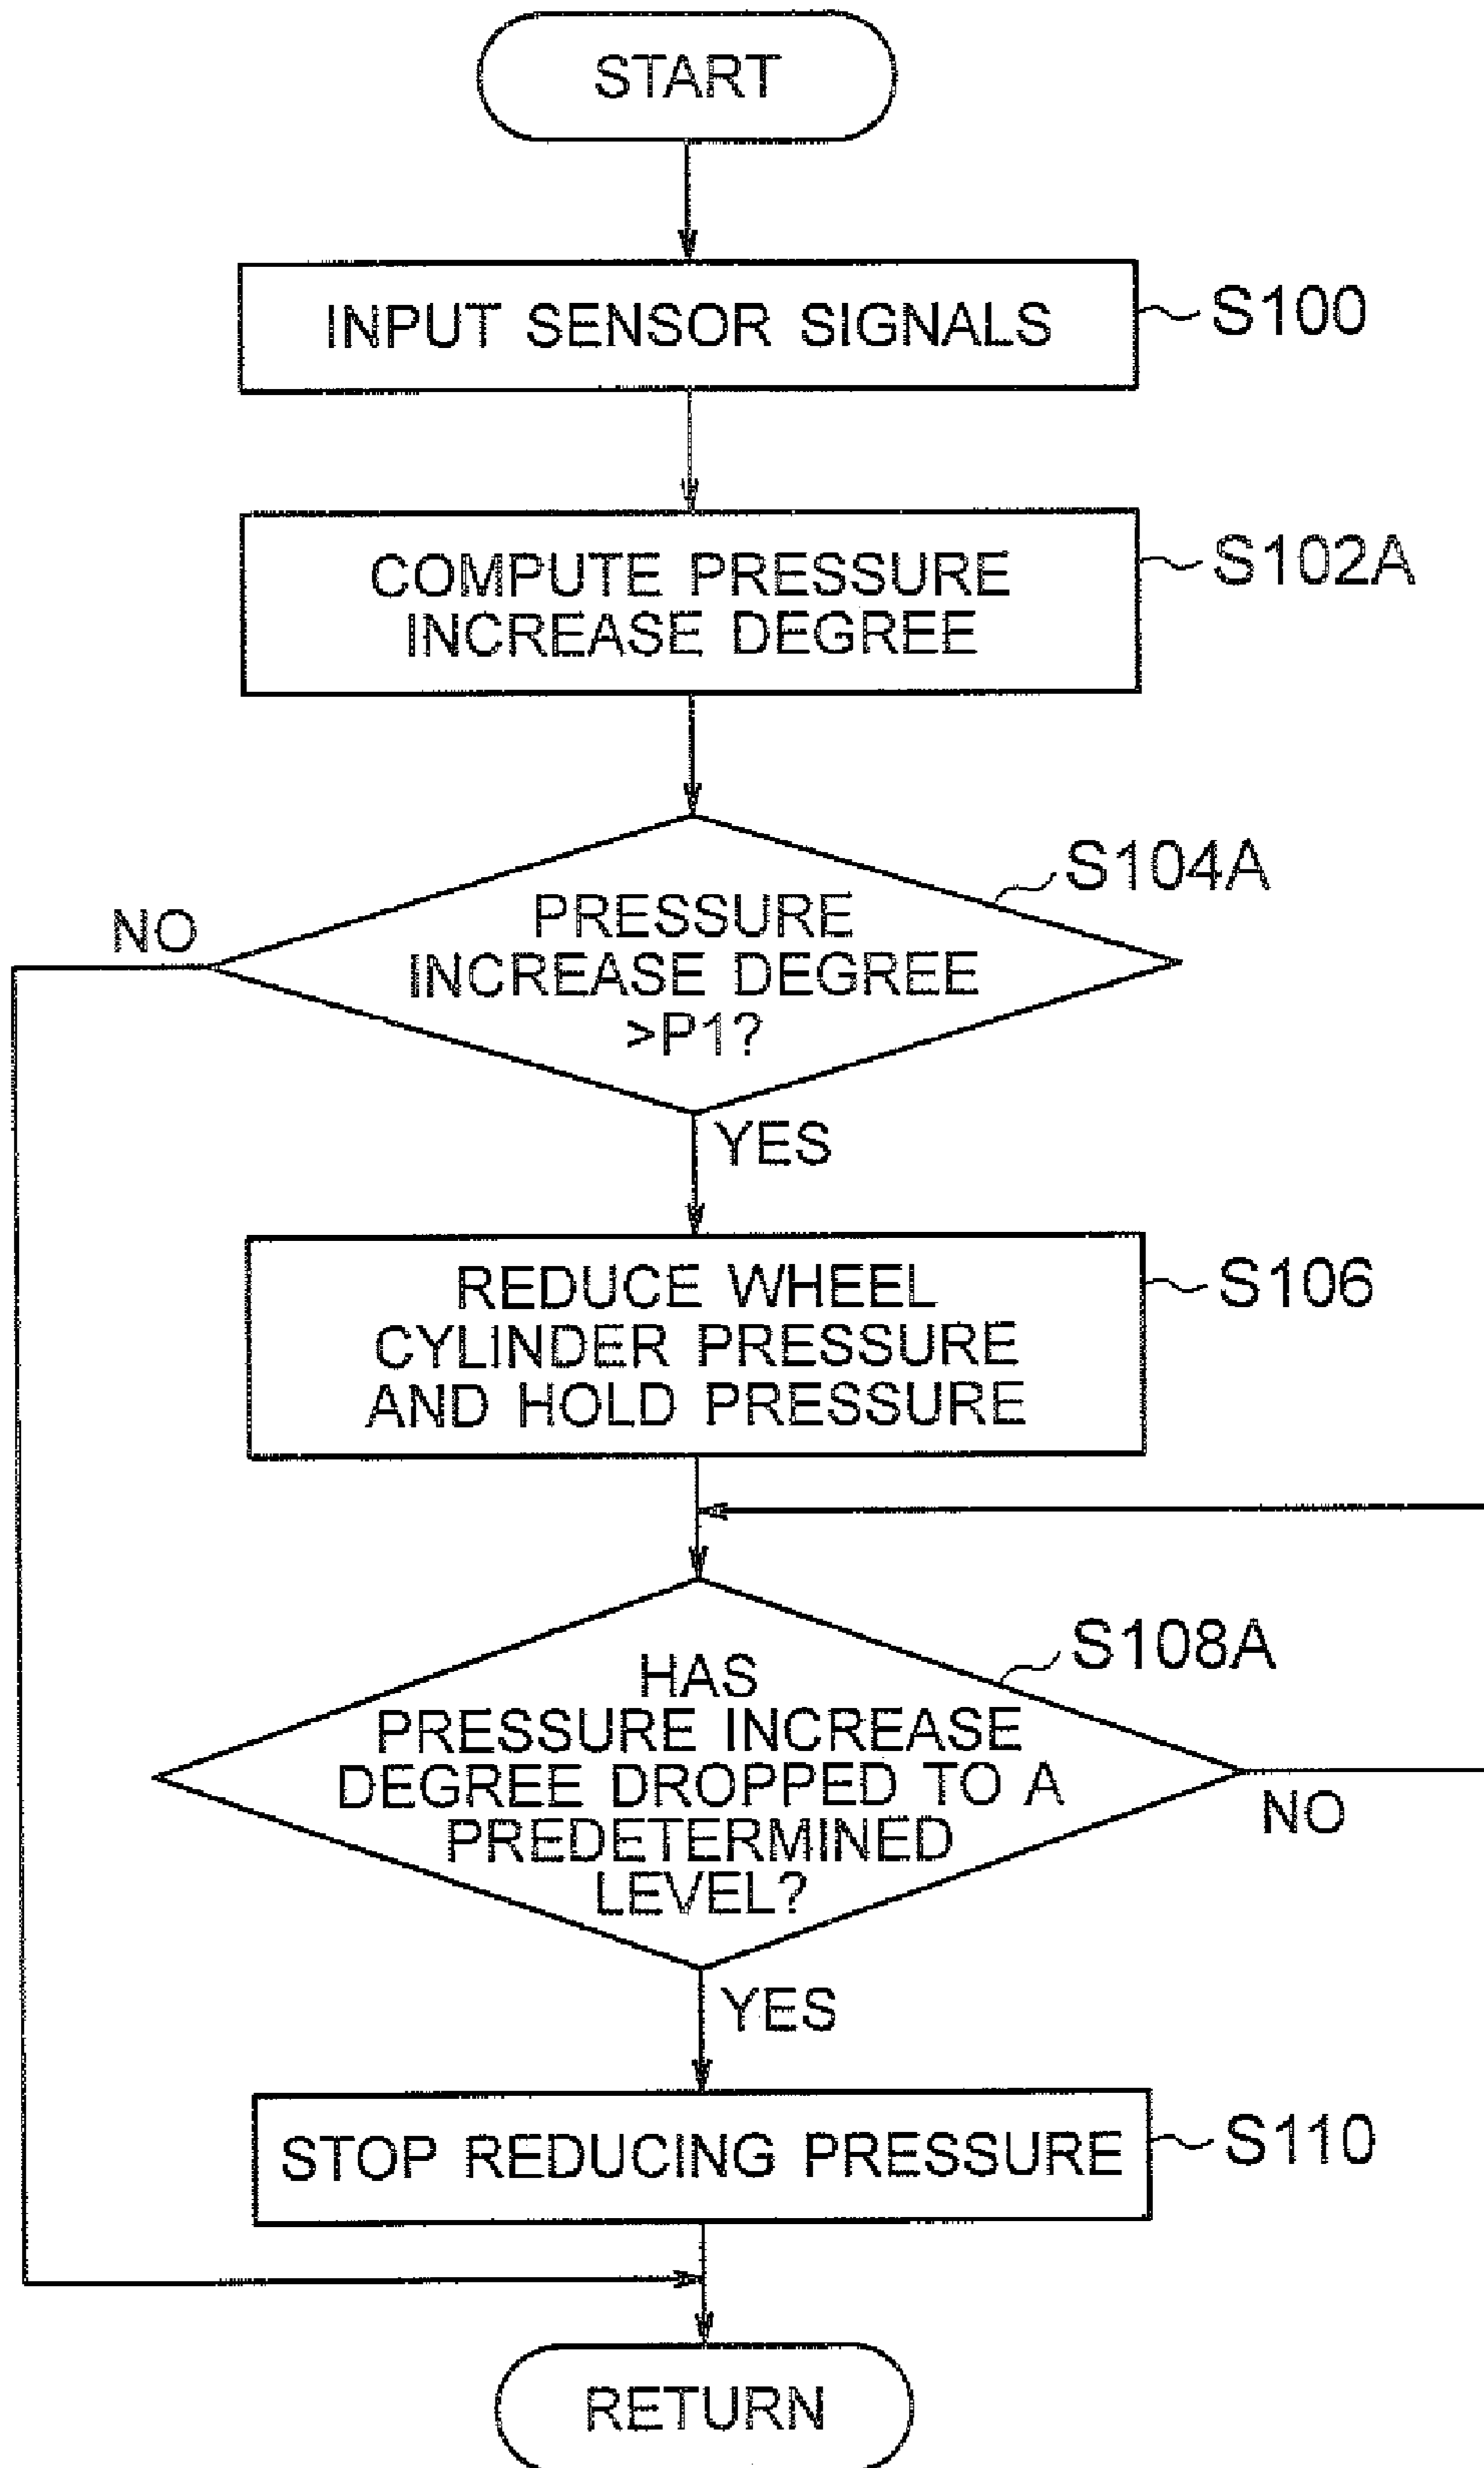 START
INPUT SENSOR SIGNALS
S100
COMPUTE PRESSURE
INCREASE DEGREE
S102A
PRESSURE
INCREASE DEGREE
>P1?
S104A
NO
YES
REDUCE WHEEL
CYLINDER PRESSURE
AND HOLD PRESSURE
S106
HAS
PRESSURE INCREASE
DEGREE DROPPED TO A
PREDETERMINED
LEVEL?
S108A
NO
YES
STOP REDUCING PRESSURE
S110
RETURN